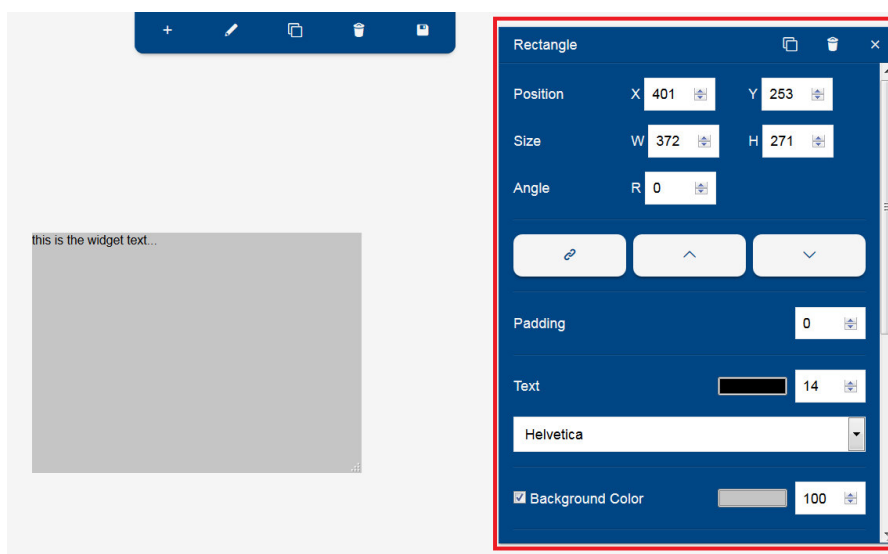 Rectangle
Position X 401 Y 253
Size W 372 H 271
Angle R 0
this is the widget text...
Padding 0
Text 14
Helvetica
Background Color 100